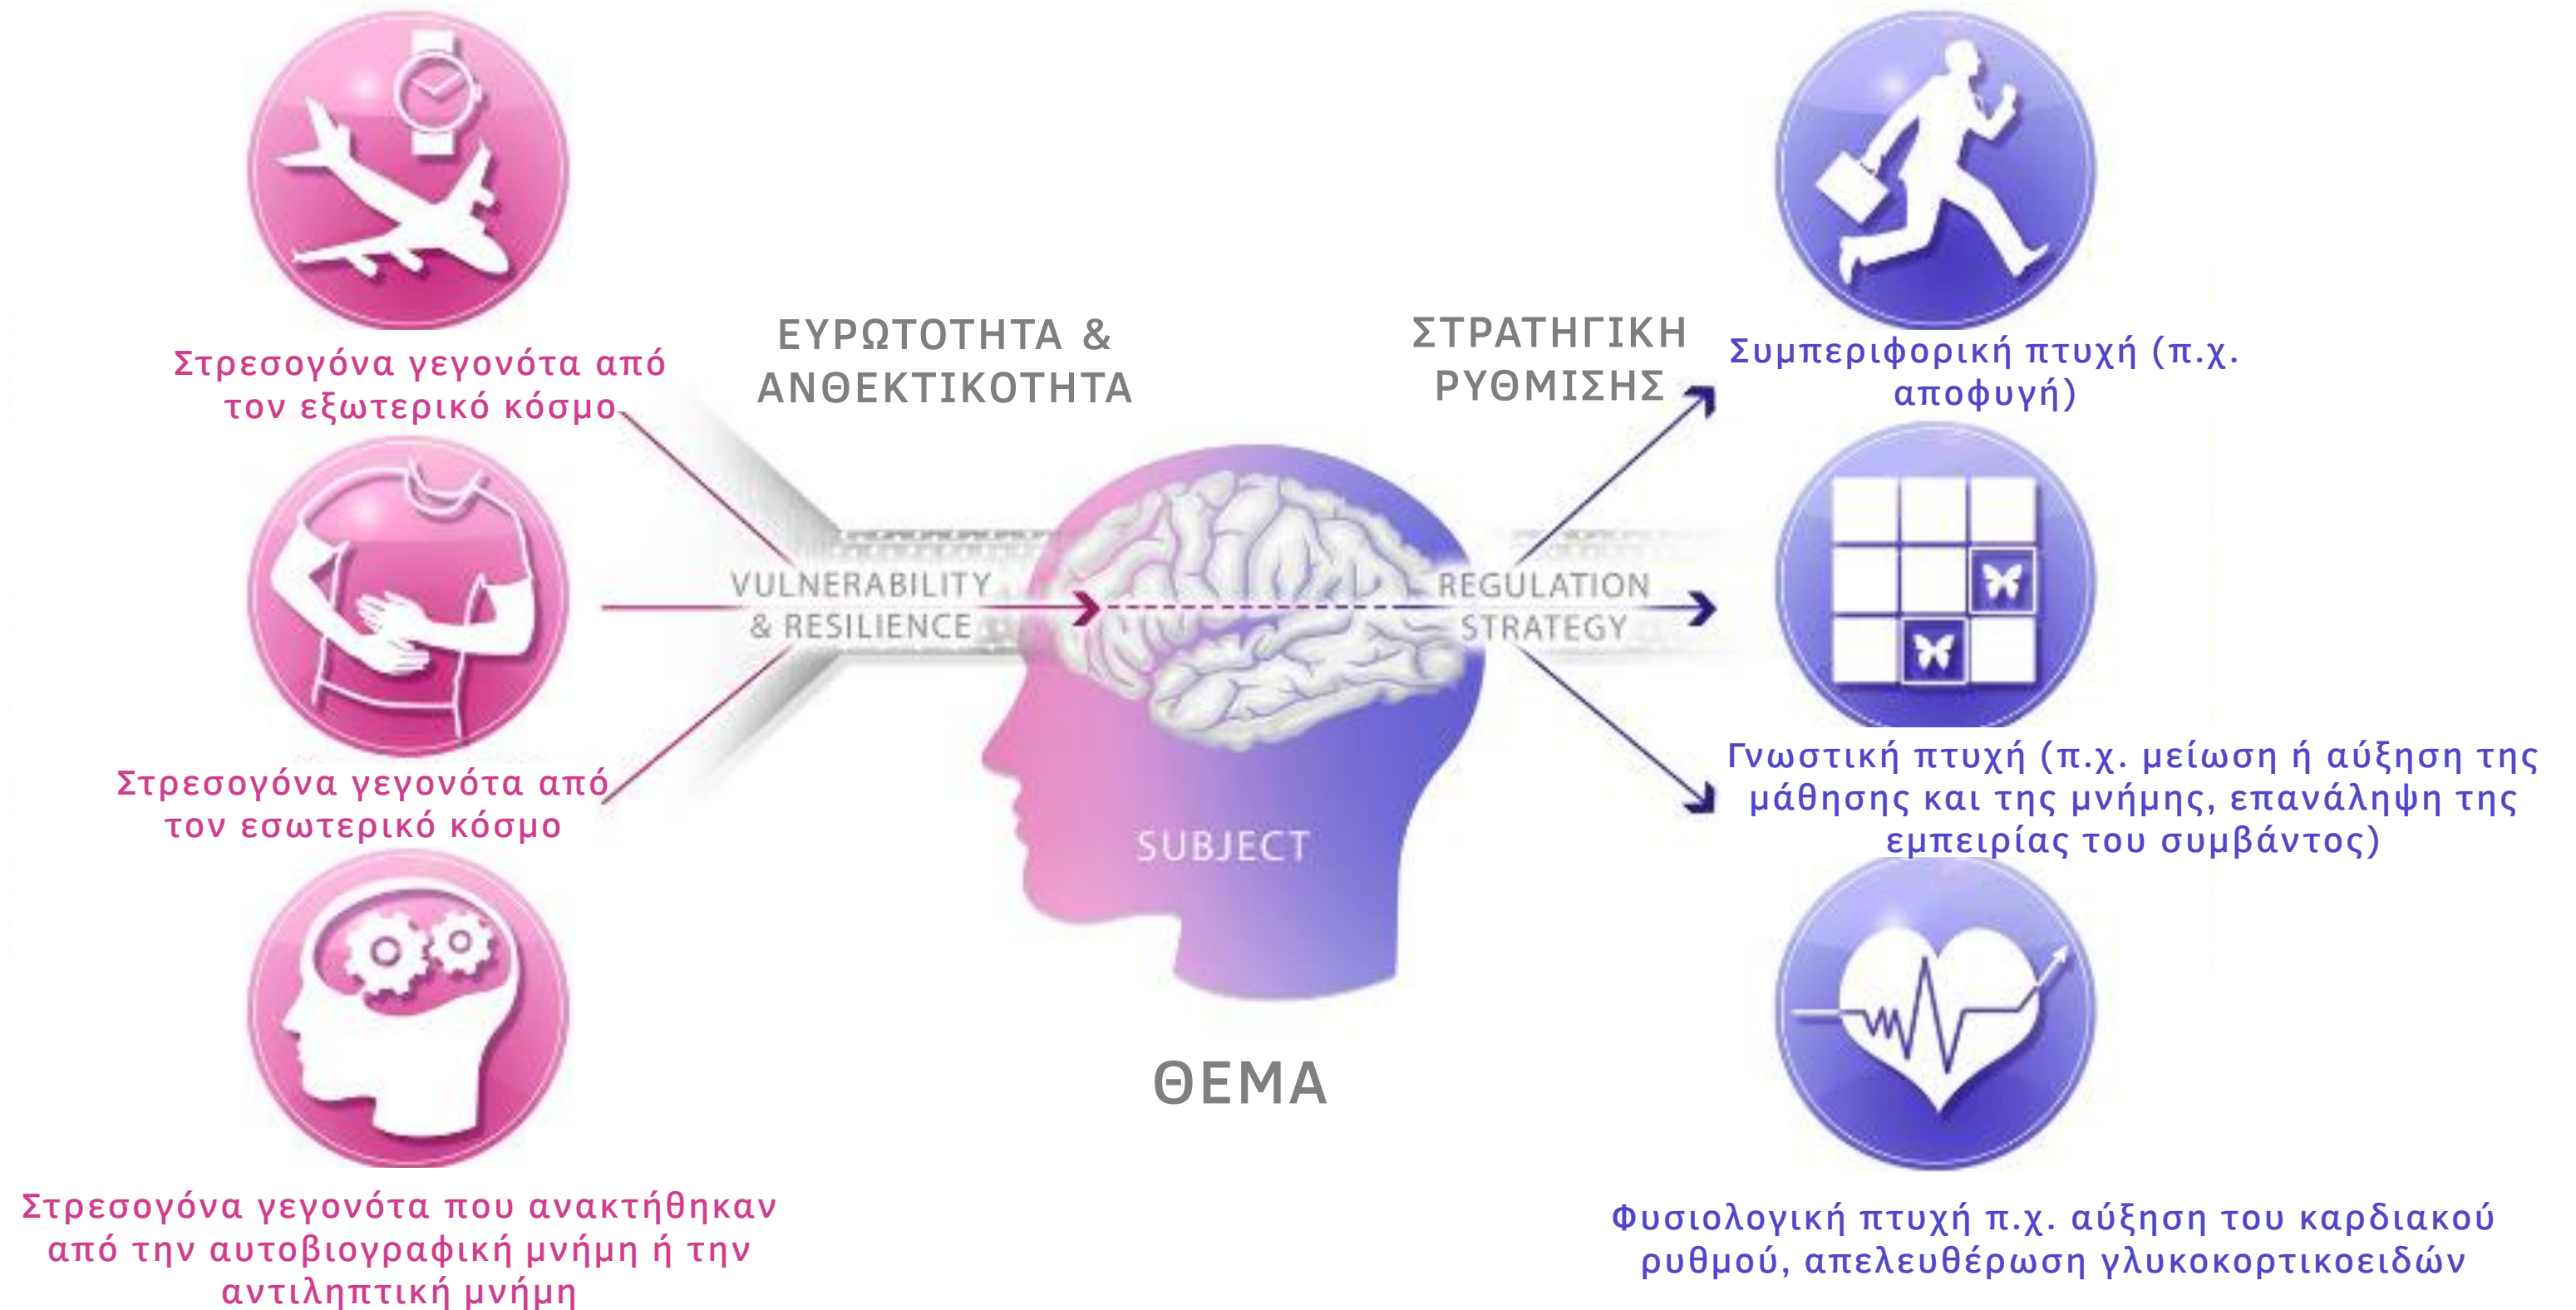 Στρεσογόνα γεγονότα από
τον εξωτερικό κόσμο
Στρεσογόνα γεγονότα από
τον εσωτερικό κόσμο
Στρεσογόνα γεγονότα που ανακτήθηκαν
από την αυτοβιογραφική μνήμη ή την
αντιληπτική μνήμη
ΕΥΡΩΤΟΤΗΤΑ &
ΑΝΘΕΚΤΙΚΟΤΗΤΑ
VULNERABILITY
& RESILIENCE
SUBJECT
ΘΕΜΑ
ΣΤΡΑΤΗΓΙΚΗ
ΡΥΘΜΙΣΗΣ
REGULATION
STRATEGY
Συμπεριφορική πτυχή (π.χ.
αποφυγή)
Γνωστική πτυχή (π.χ. μείωση ή αύξηση της
μάθησης και της μνήμης, επανάληψη της
εμπειρίας του συμβάντος)
Φυσιολογική πτυχή π.χ. αύξηση του καρδιακού
ρυθμού, απελευθέρωση γλυκοκορτικοειδών